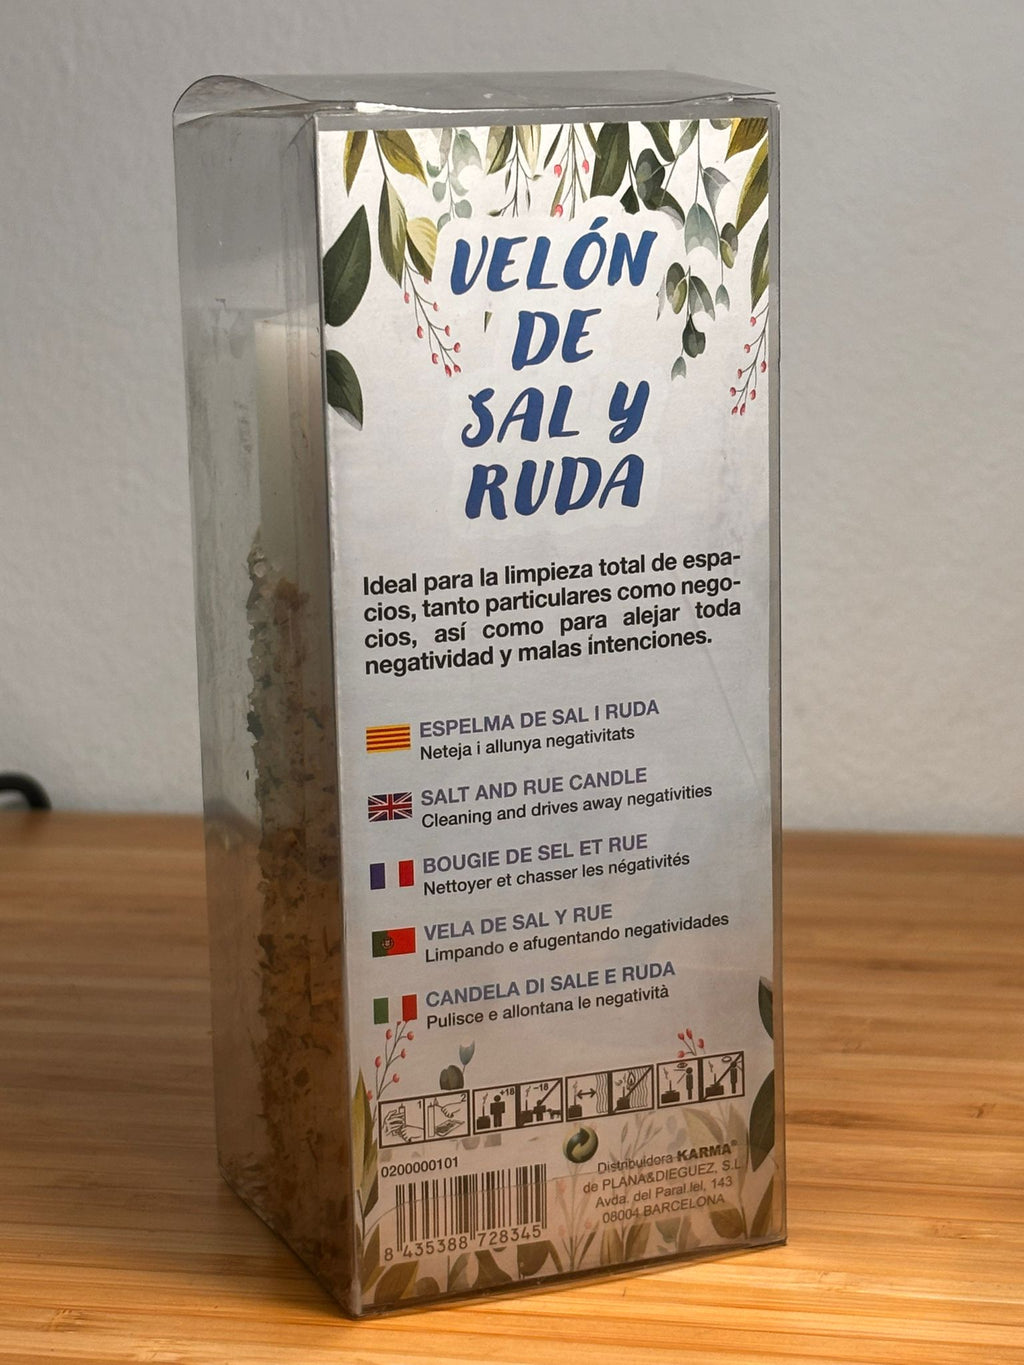 VELÓN
DE
SAL Y
RUDA
Ideal para la limpieza total de espa-
cios, tanto particulares como nego-
cios, así como para alejar toda
negatividad y malas intenciones.
ESPELMA DE SAL I RUDA
Neteja i allunya negativitats
SALT AND RUE CANDLE
Cleaning and drives away negativities
BOUGIE DE SEL ET RUE
Nettoyer et chasser les négativités
VELA DE SAL Y RUE
Limpando e afugentando negatividades
CANDELA DI SALE E RUDA
Pulisce e allontana le negatività
1 2 +18 -18
0200000101
8 435388 728345
Distribuidora KARMA®
de PLANA&DIEGUEZ, S.L
Avda. del Paral.lel, 143
08004 BARCELONA